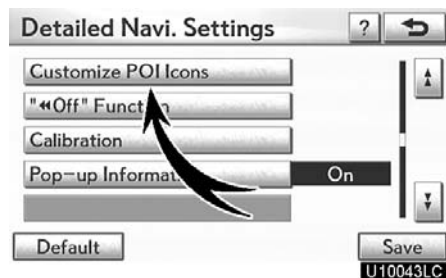 Detailed Navi. Settings ?
Customize POI Icons
"◂◂Off" Function
Calibration
Pop-up Informat On
Default Save
U10043LC